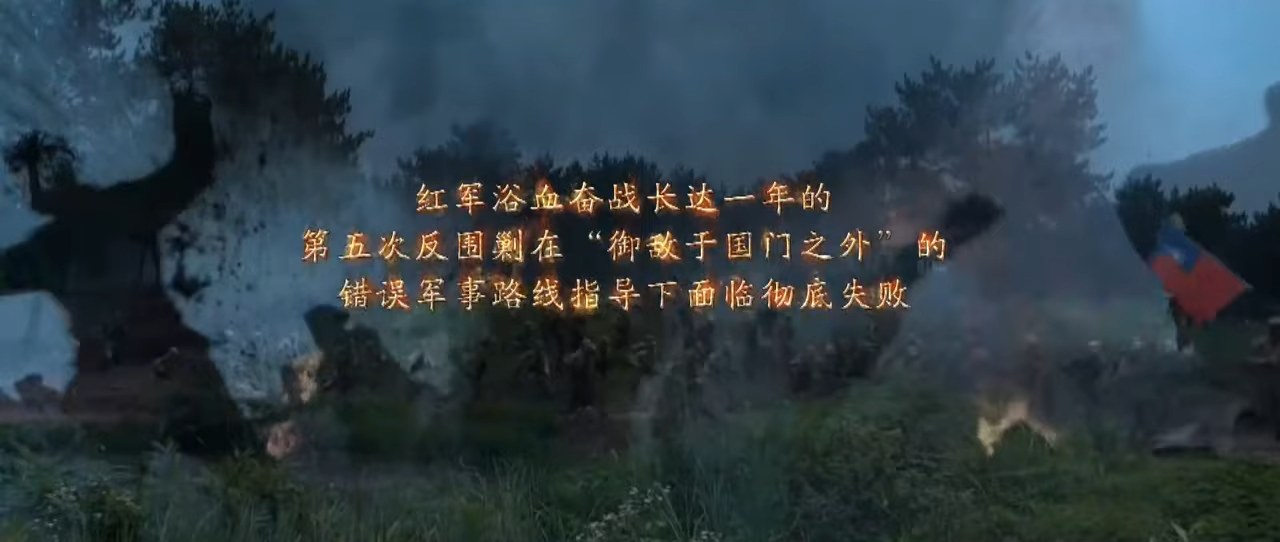 红军浴血奋战长达一年的
第五次反围剿在“御敌于国门之外”的
错误军事路线指导下面临彻底失败